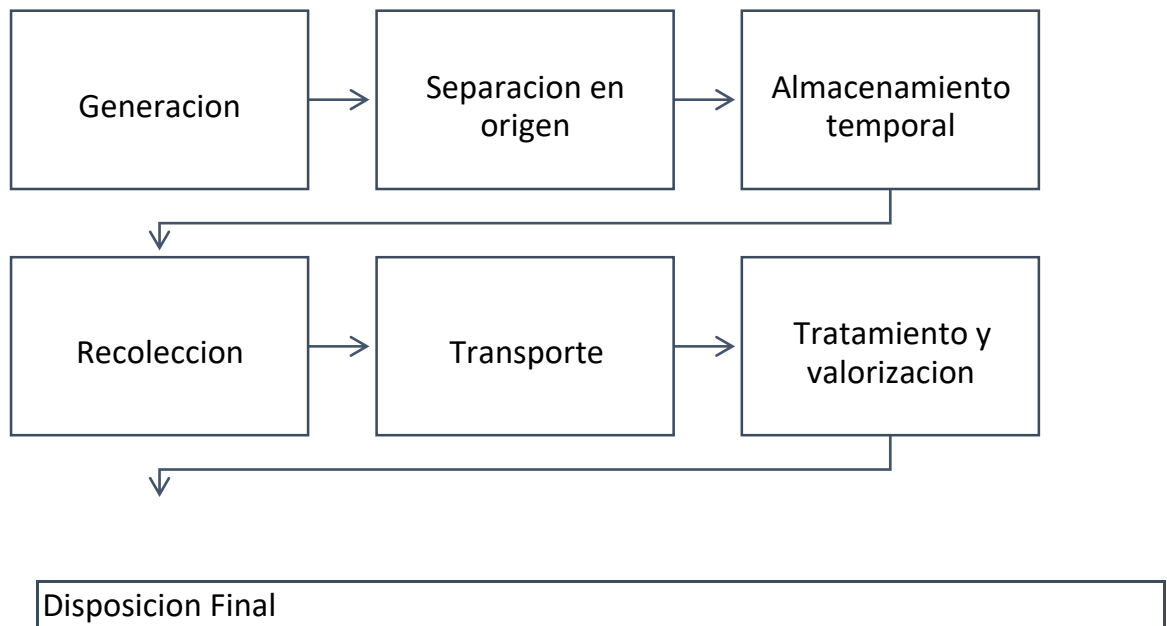 Generacion
Separacion en
origen
Almacenamiento
temporal
Recoleccion
Transporte
Tratamiento y
valorizacion
Disposicion Final